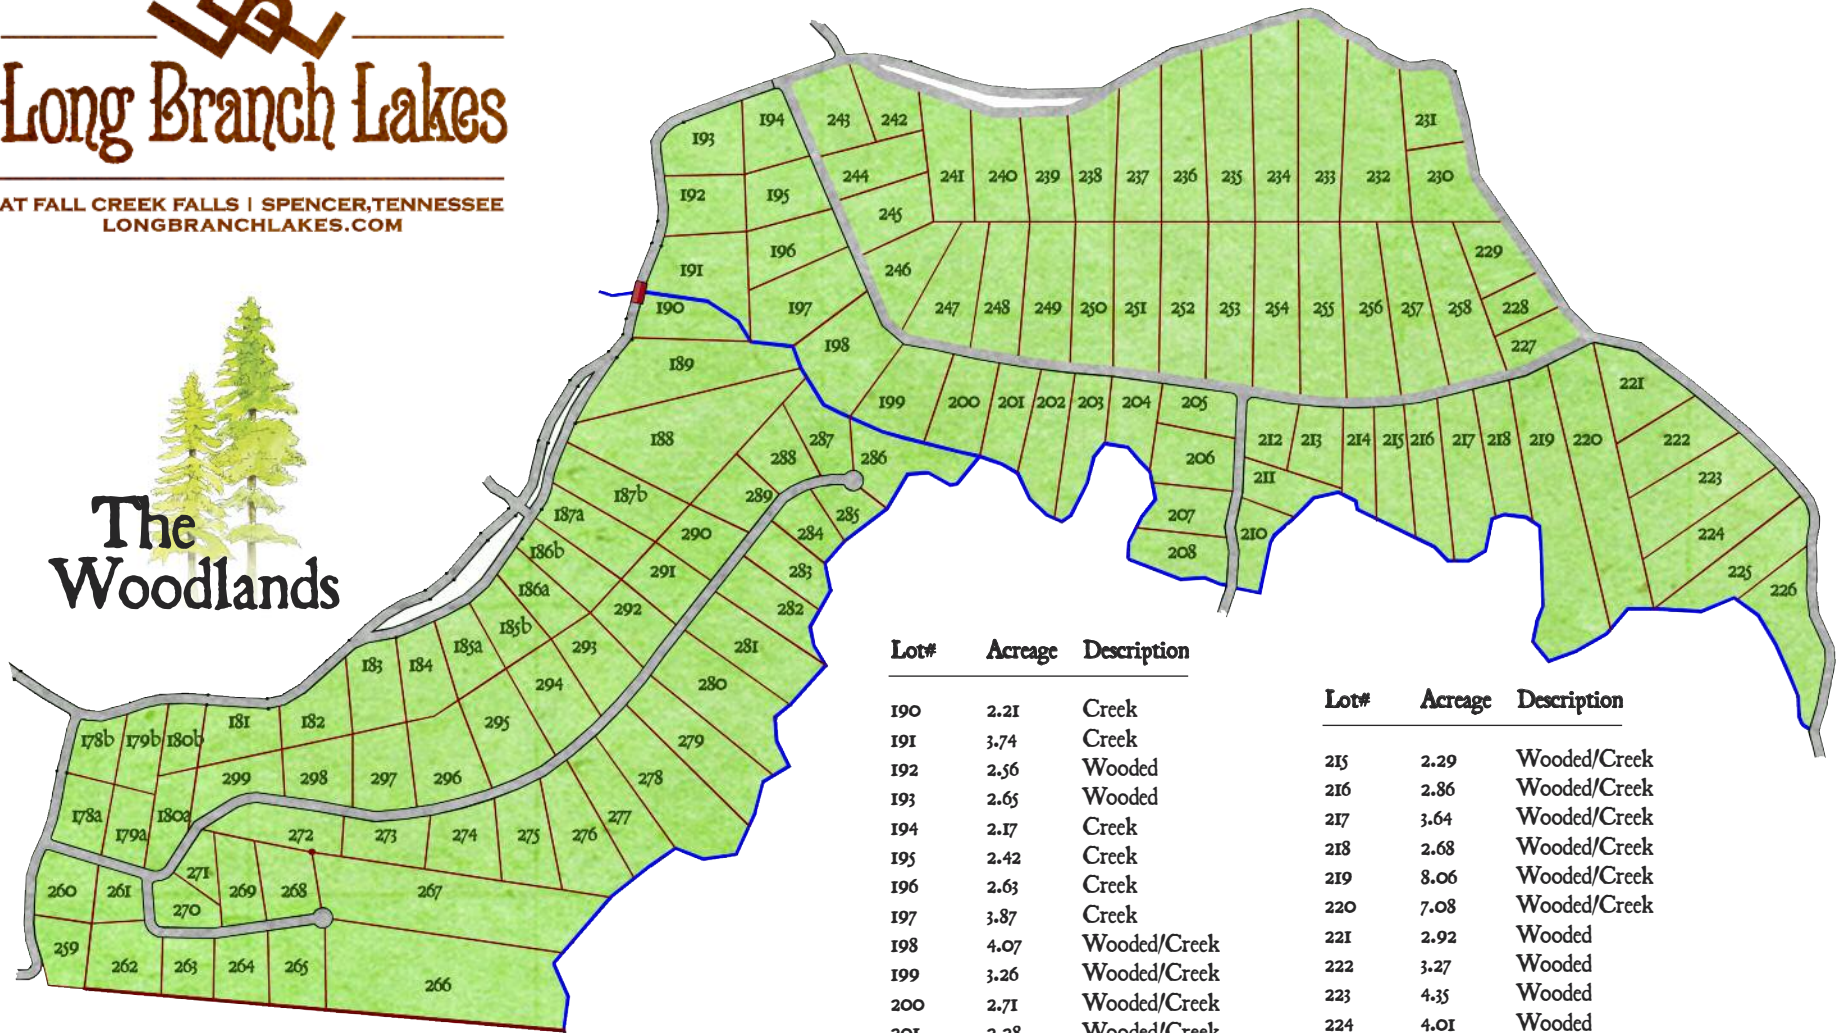 LBL
Long Branch Lakes
AT FALL CREEK FALLS | SPENCER,TENNESSEE
LONGBRANCHLAKES.COM
The
Woodlands
193
194
243
242
231
192
195
244
245
241
240
239
238
237
236
235
234
233
232
230
191
196
246
229
190
197
247
248
249
250
251
252
253
254
255
256
257
258
228
227
198
189
199
200
201
202
203
204
205
221
188
287
288
286
206
212
213
214
215
216
217
218
219
220
222
211
223
187b
289
187a
285
290
284
207
210
224
208
186b
291
283
225
226
186a
292
282
185b
293
281
185a
183
184
294
280
181
182
295
279
178b
179b
180b
299
298
297
296
278
178a
179a
180a
272
273
274
275
276
277
271
260
261
269
268
267
270
259
262
263
264
265
266
Lot# Acreage Description
190 2.21 Creek
191 3.74 Creek
192 2.56 Wooded
193 2.65 Wooded
194 2.17 Creek
195 2.42 Creek
196 2.63 Creek
197 3.87 Creek
198 4.07 Wooded/Creek
199 3.26 Wooded/Creek
200 2.71 Wooded/Creek
201 2.28 Wooded/Creek
Lot# Acreage Description
215 2.29 Wooded/Creek
216 2.86 Wooded/Creek
217 3.64 Wooded/Creek
218 2.68 Wooded/Creek
219 8.06 Wooded/Creek
220 7.08 Wooded/Creek
221 2.92 Wooded
222 3.27 Wooded
223 4.35 Wooded
224 4.01 Wooded